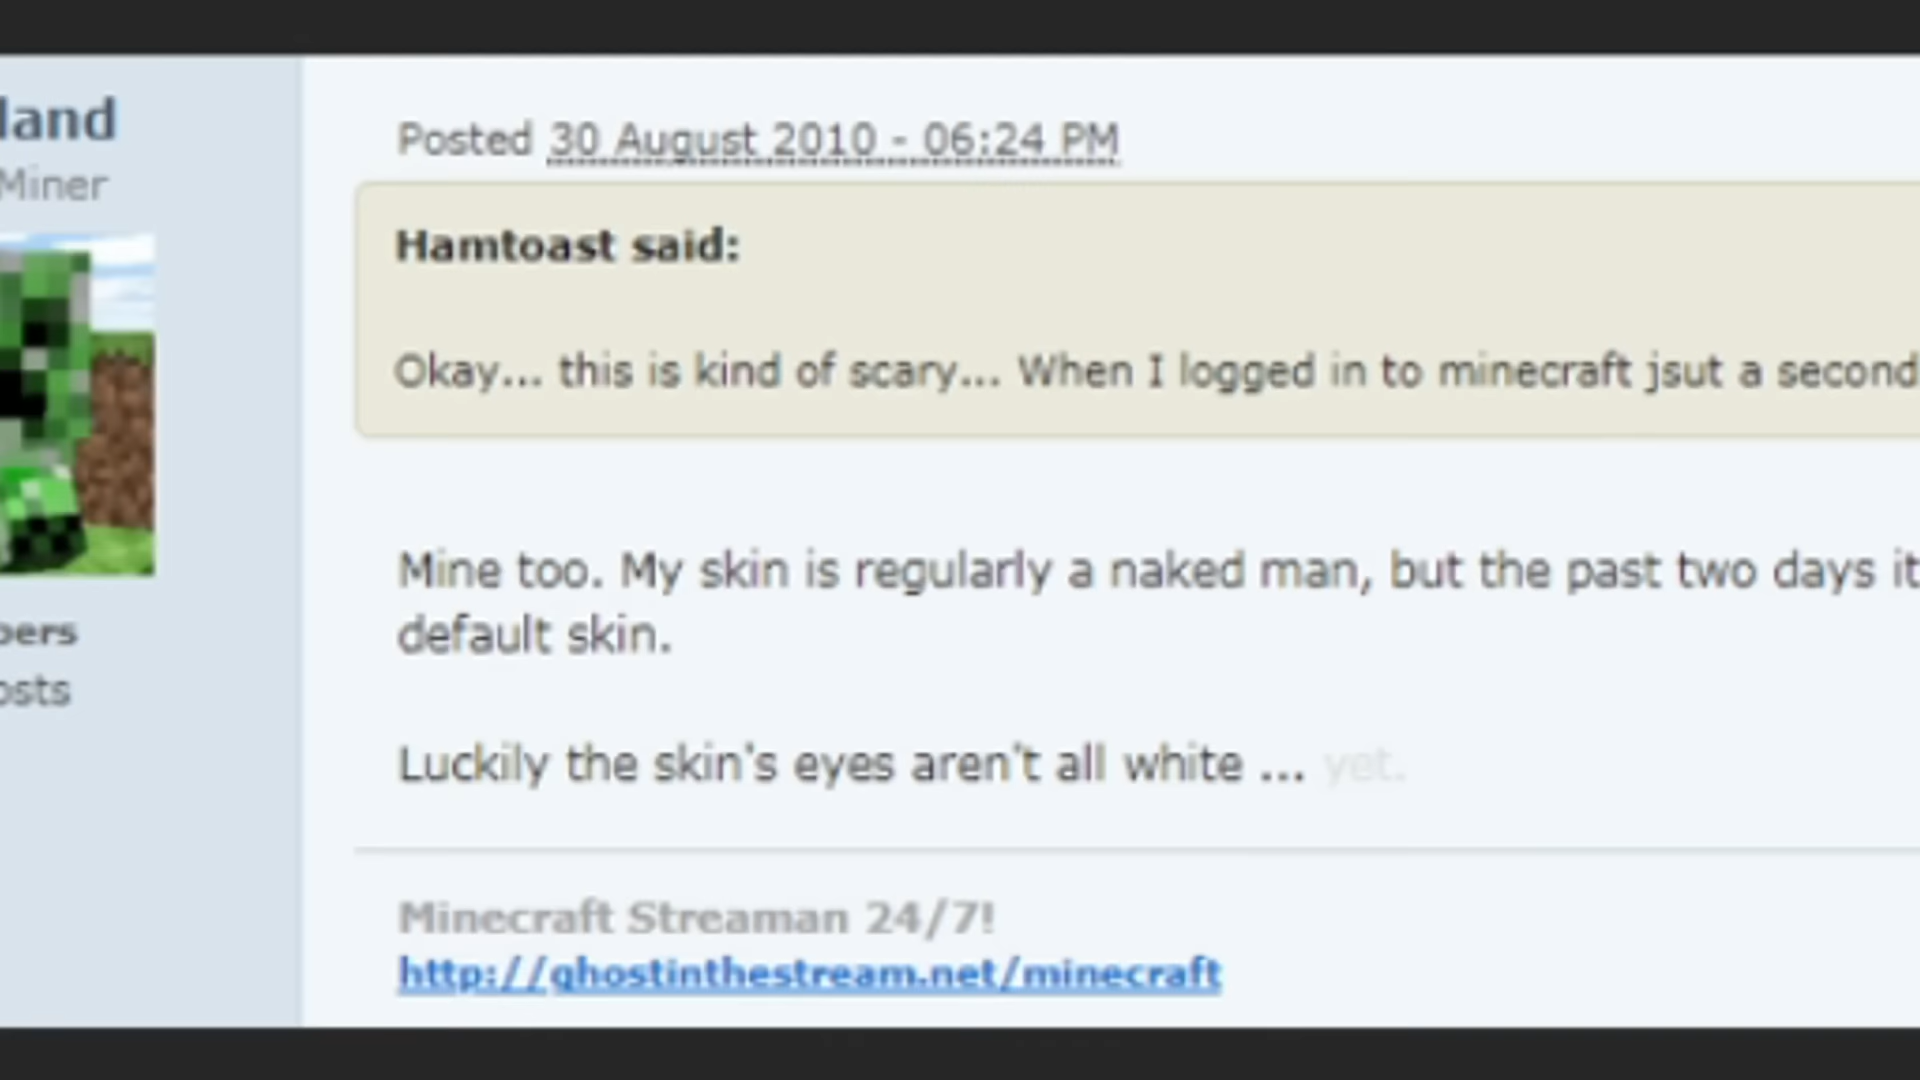 land
Miner
bers
osts
Posted 30 August 2010 - 06:24 PM
Hamtoast said:
Okay... this is kind of scary... When I logged in to minecraft jsut a second
Mine too. My skin is regularly a naked man, but the past two days it
default skin.
Luckily the skin's eyes aren't all white ... yet.
Minecraft Streaman 24/7!
http://ghostinthestream.net/minecraft